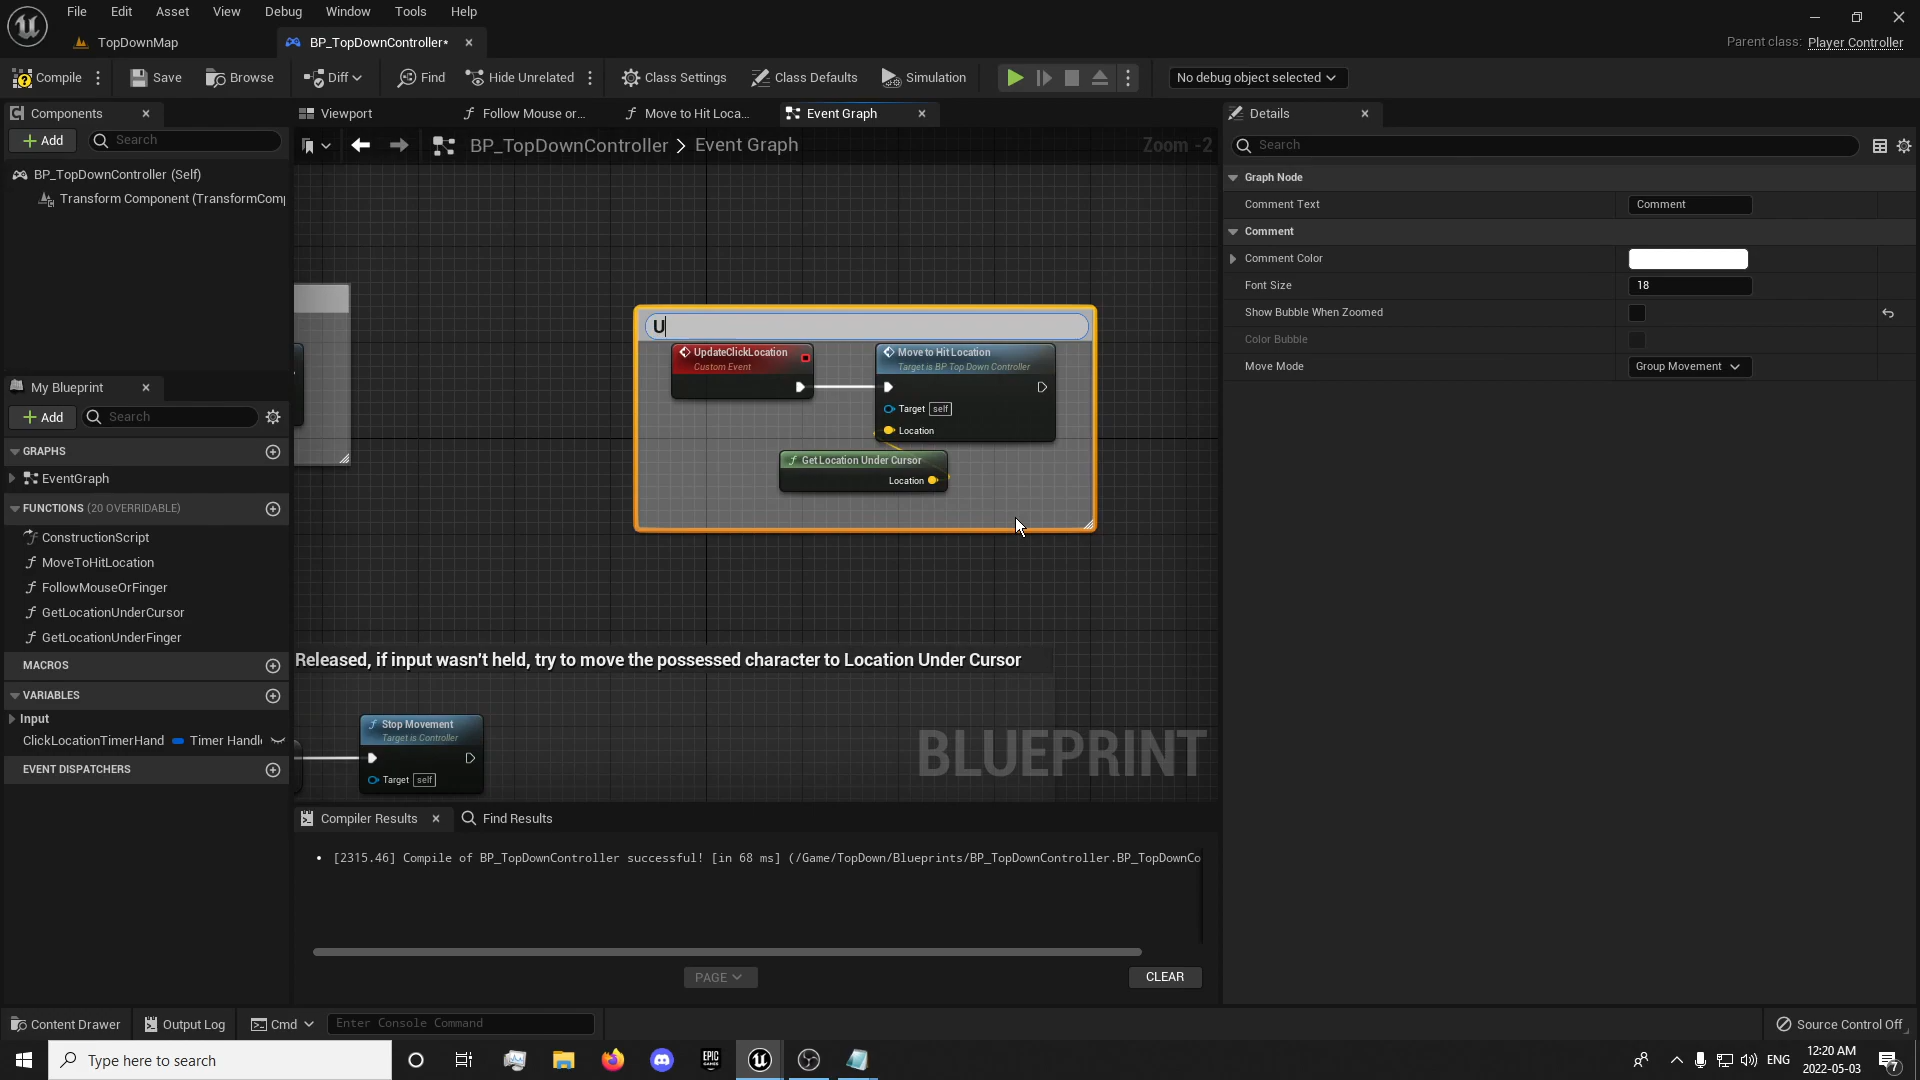 File Edit Asset View Debug Window Tools Help
TopDownMap
BP_TopDownController*
Parent class: Player Controller
Compile
Save
Browse
Diff
Find
Hide Unrelated
Class Settings
Class Defaults
Simulation
No debug object selected
Components
Add
Search
BP_TopDownController (Self)
Transform Component (TransformComp
My Blueprint
Add
Search
GRAPHS
EventGraph
FUNCTIONS (20 OVERRIDABLE)
ConstructionScript
MoveToHitLocation
FollowMouseOrFinger
GetLocationUnderCursor
GetLocationUnderFinger
MACROS
VARIABLES
Input
ClickLocationTimerHand Timer Handl
EVENT DISPATCHERS
Viewport
Follow Mouse or...
Move to Hit Loca...
Event Graph
BP_TopDownController > Event Graph
Zoom -2
U
UpdateClickLocation
Custom Event
Move to Hit Location
Target is BP Top Down Controller
Target self
Location
Get Location Under Cursor
Location
Released, if input wasn't held, try to move the possessed character to Location Under Cursor
Stop Movement
Target is Controller
Target self
BLUEPRINT
Compiler Results
Find Results
[2315.46] Compile of BP_TopDownController successful! [in 68 ms] (/Game/TopDown/Blueprints/BP_TopDownController.BP_TopDownCo
PAGE
CLEAR
Details
Search
Graph Node
Comment Text Comment
Comment
Comment Color
Font Size 18
Show Bubble When Zoomed
Color Bubble
Move Mode Group Movement
Content Drawer
Output Log
Cmd
Enter Console Command
Source Control Off
Type here to search
EPIC
GAMES
ENG
12:20 AM
2022-05-03
7